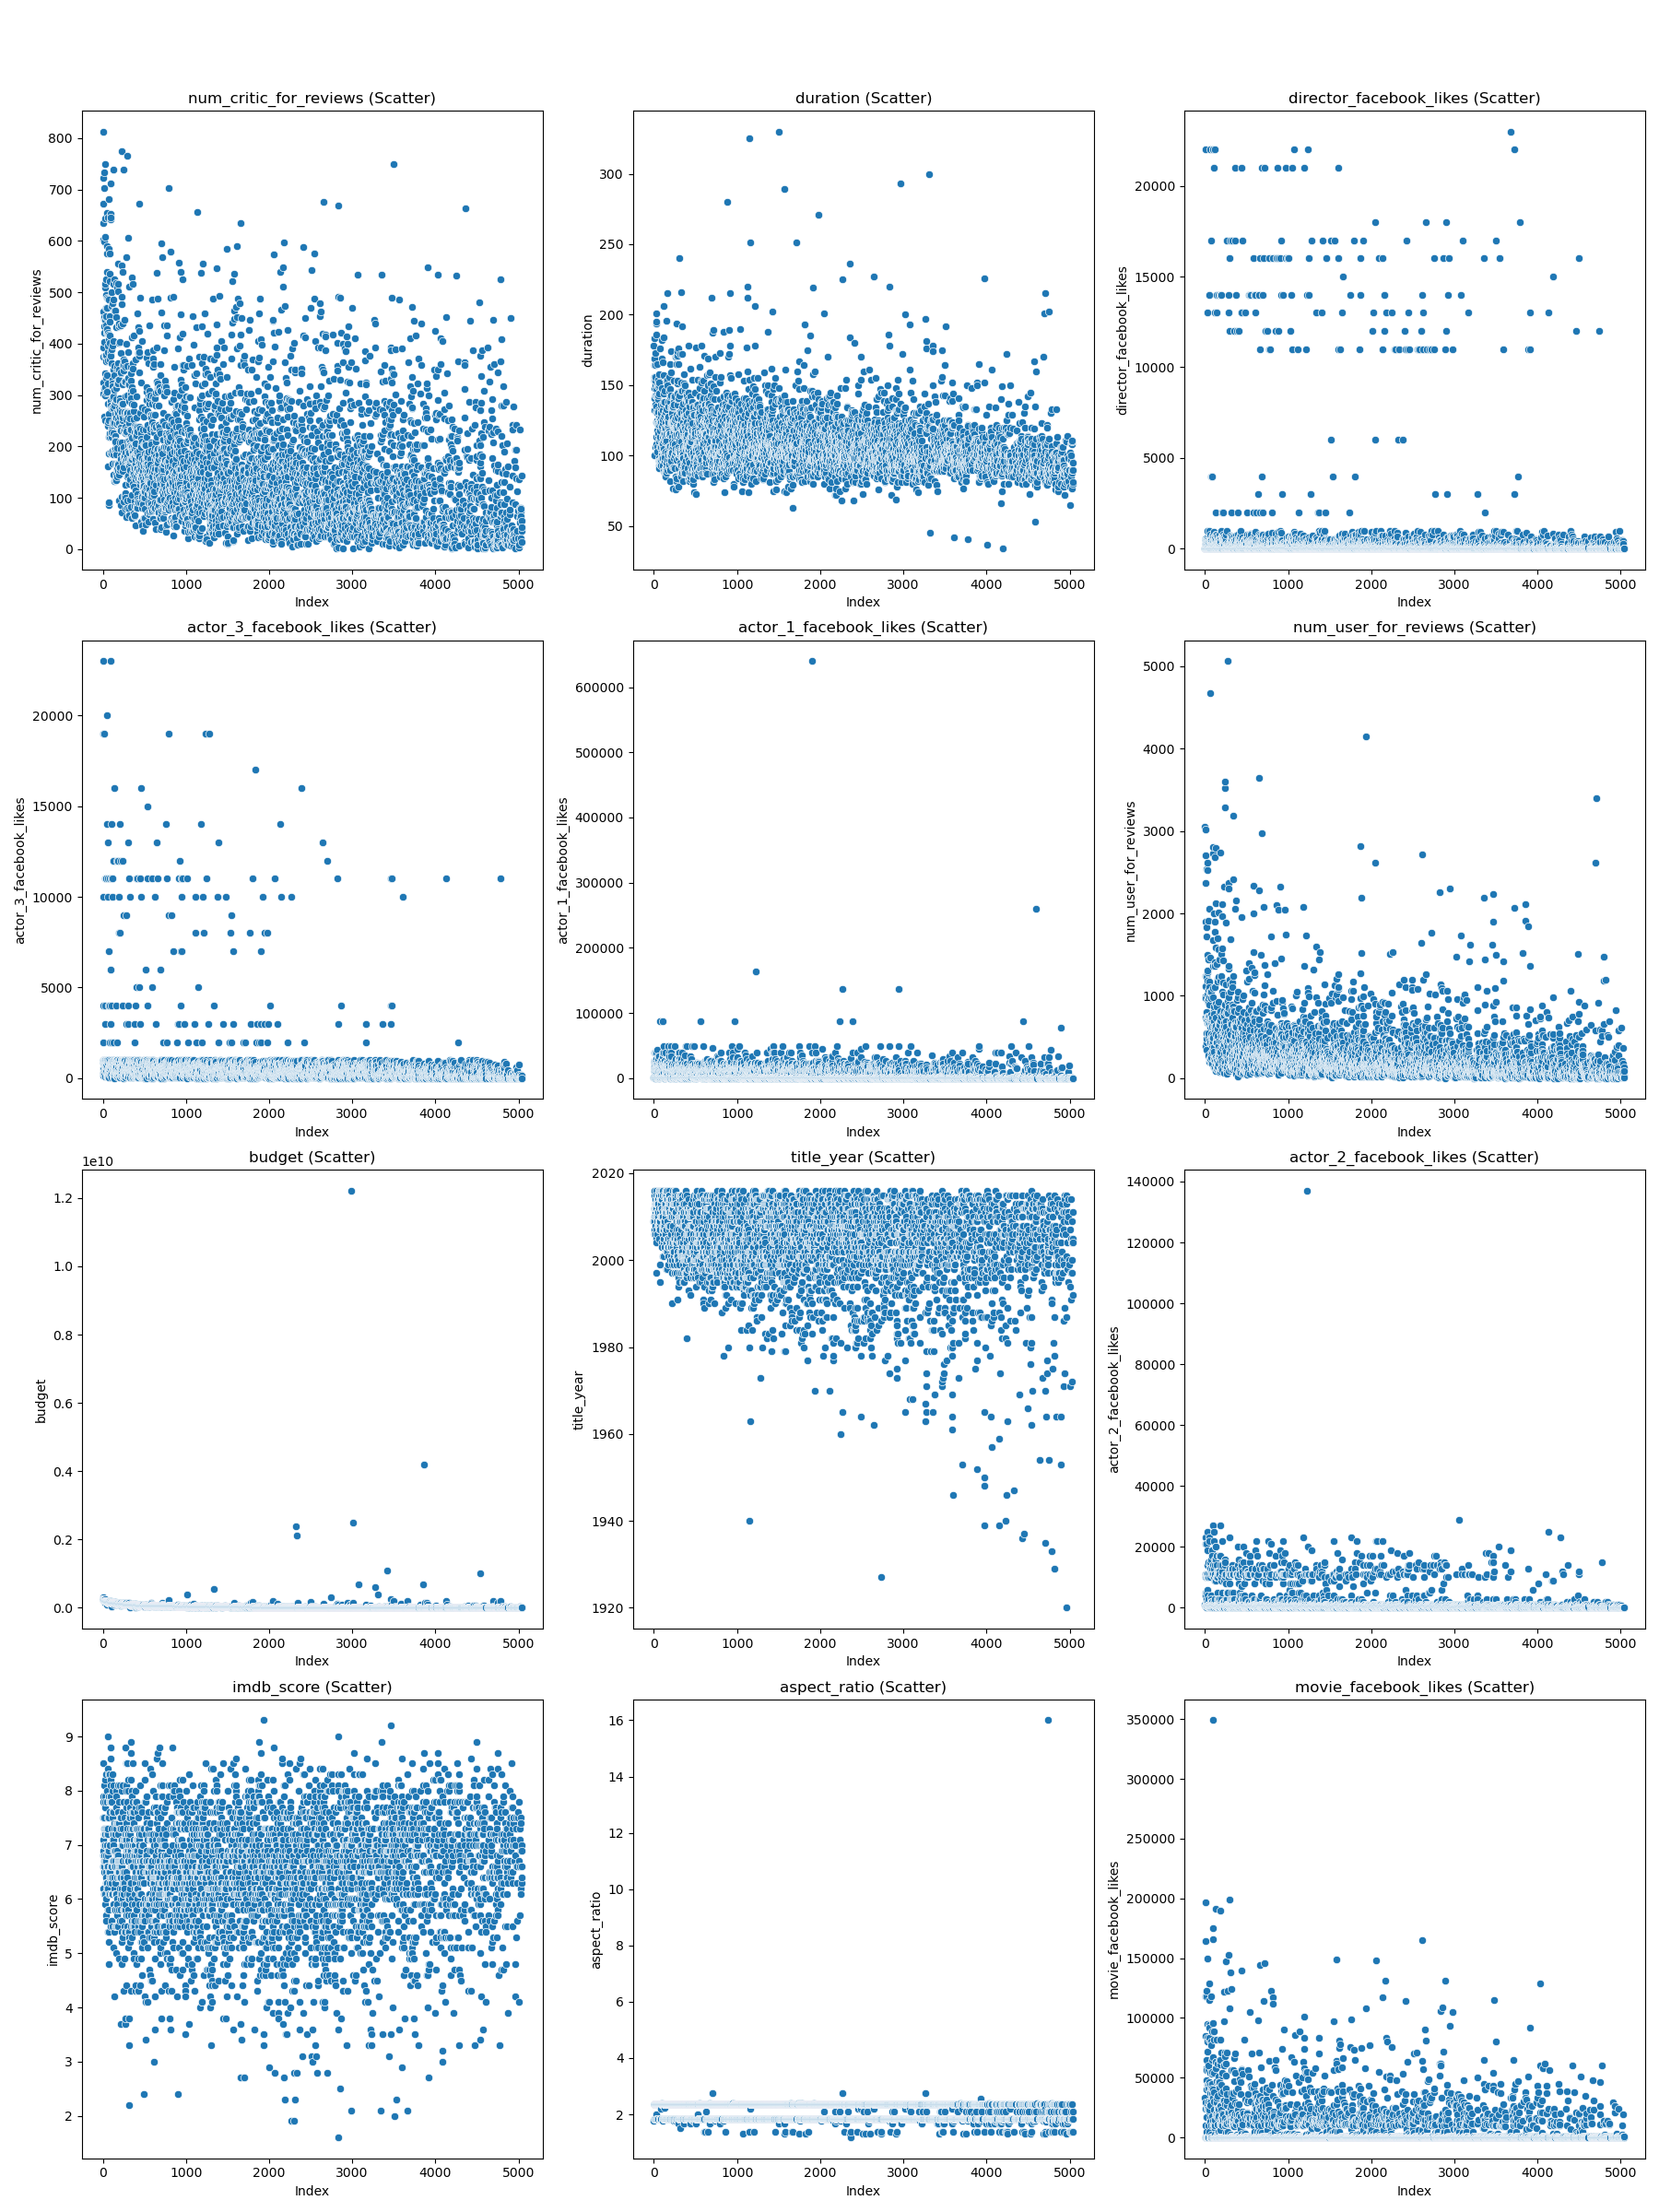 num_critic_for_reviews (Scatter)
num_critic_for_reviews
800
700
600
500
400
300
200
100
0
0 1000 2000 3000 4000 5000
Index
duration (Scatter)
duration
300
250
200
150
100
50
0 1000 2000 3000 4000 5000
Index
director_facebook_likes (Scatter)
director_facebook_likes
20000
15000
10000
5000
0
0 1000 2000 3000 4000 5000
Index
actor_3_facebook_likes (Scatter)
actor_3_facebook_likes
20000
15000
10000
5000
0
0 1000 2000 3000 4000 5000
Index
actor_1_facebook_likes (Scatter)
actor_1_facebook_likes
600000
500000
400000
300000
200000
100000
0
0 1000 2000 3000 4000 5000
Index
num_user_for_reviews (Scatter)
num_user_for_reviews
5000
4000
3000
2000
1000
0
0 1000 2000 3000 4000 5000
Index
budget (Scatter)
1e10
budget
1.2
1.0
0.8
0.6
0.4
0.2
0.0
0 1000 2000 3000 4000 5000
Index
title_year (Scatter)
title_year
2020
2000
1980
1960
1940
1920
0 1000 2000 3000 4000 5000
Index
actor_2_facebook_likes (Scatter)
actor_2_facebook_likes
140000
120000
100000
80000
60000
40000
20000
0
0 1000 2000 3000 4000 5000
Index
imdb_score (Scatter)
imdb_score
9
8
7
6
5
4
3
2
0 1000 2000 3000 4000 5000
Index
aspect_ratio (Scatter)
aspect_ratio
16
14
12
10
8
6
4
2
0 1000 2000 3000 4000 5000
Index
movie_facebook_likes (Scatter)
movie_facebook_likes
350000
300000
250000
200000
150000
100000
50000
0
0 1000 2000 3000 4000 5000
Index